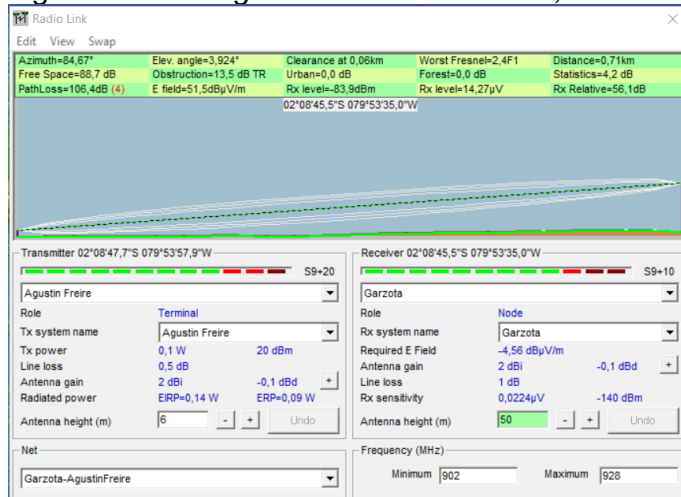 Radio Link
Edit View Swap
Azimuth=84,67° Elev. angle=3,924° Clearance at 0,06km Worst Fresnel=2,4F1 Distance=0,71km
Free Space=88,7 dB Obstruction=13,5 dB TR Urban=0,0 dB Forest=0,0 dB Statistics=4,2 dB
PathLoss=106,4dB (4) E field=51,5dBµV/m Rx level=-83,9dBm Rx level=14,27µV Rx Relative=56,1dB
02°08'45,5"S 079°53'35,0"W
Transmitter 02°08'47,7"S 079°53'57,9"W
S9+20
Agustin Freire
Role Terminal
Tx system name Agustin Freire
Tx power 0,1 W 20 dBm
Line loss 0,5 dB
Antenna gain 2 dBi -0,1 dBd +
Radiated power EIRP=0,14 W ERP=0,09 W
Antenna height (m) 6 - + Undo
Net
Garzota-AgustinFreire
Receiver 02°08'45,5"S 079°53'35,0"W
S9+10
Garzota
Role Node
Rx system name Garzota
Required E Field -4,56 dBµV/m
Antenna gain 2 dBi -0,1 dBd +
Line loss 1 dB
Rx sensitivity 0,0224µV -140 dBm
Antenna height (m) 50 - + Undo
Frequency (MHz)
Minimum 902 Maximum 928